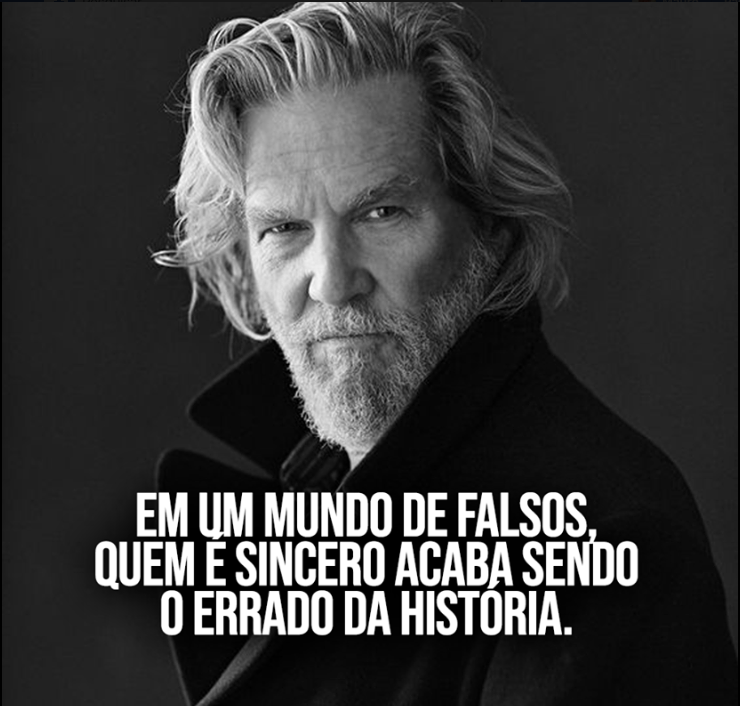 EM UM MUNDO DE FALSOS,
QUEM É SINCERO ACABA SENDO
O ERRADO DA HISTÓRIA.